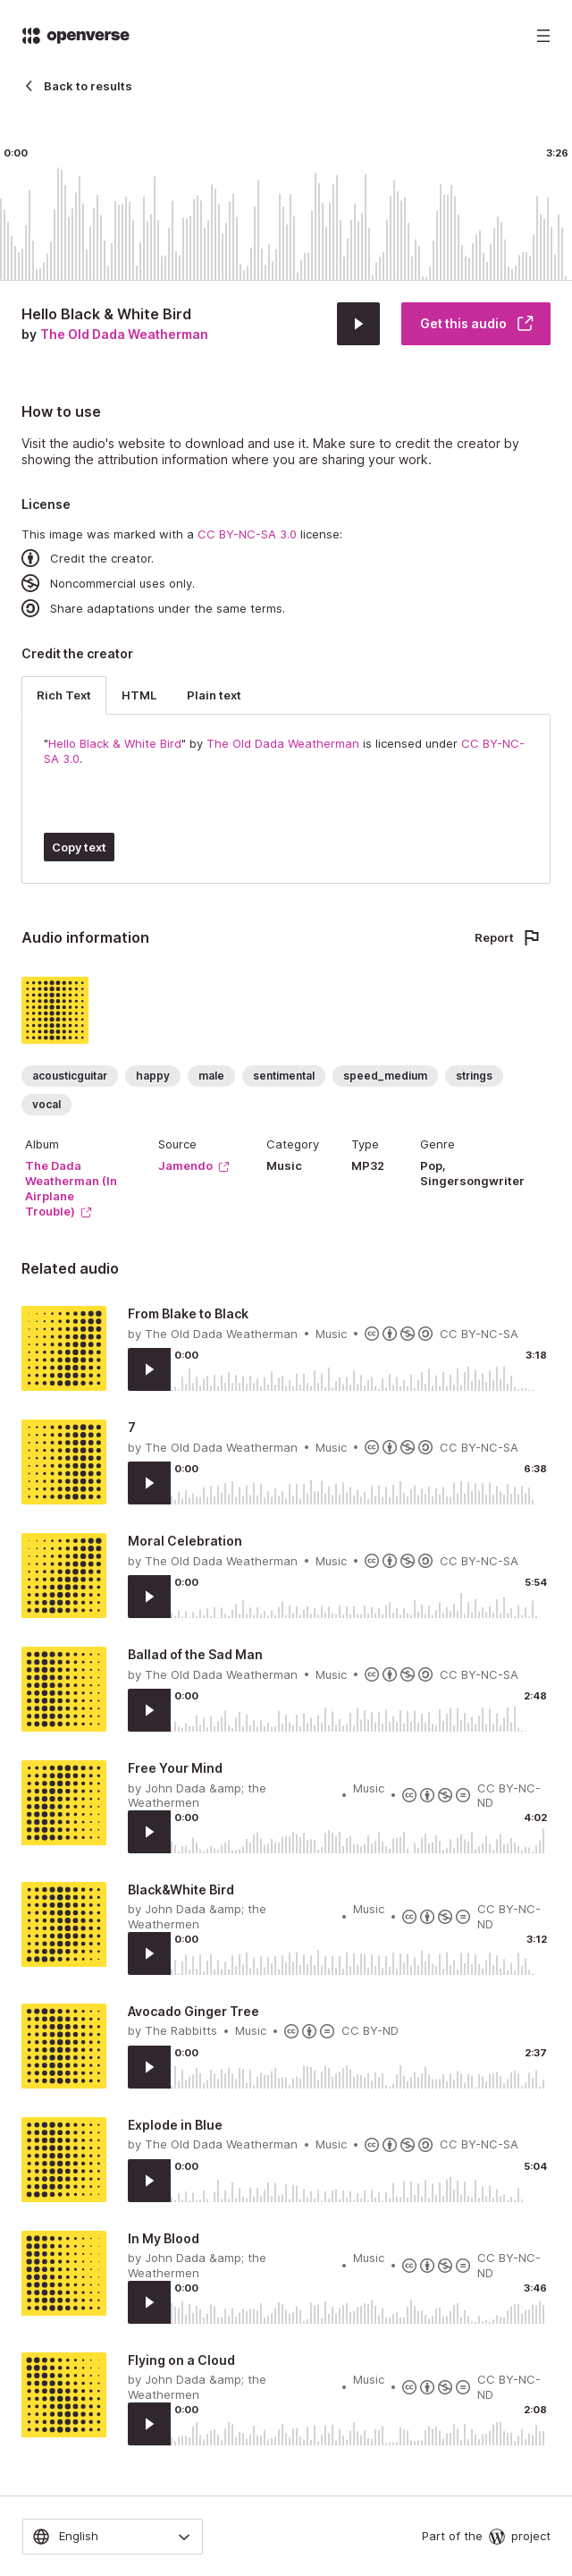 openverse
Back to results
0:00 3:26
Hello Black & White Bird
by The Old Dada Weatherman
Get this audio
How to use
Visit the audio's website to download and use it. Make sure to credit the creator by
showing the attribution information where you are sharing your work.
License
This image was marked with a CC BY-NC-SA 3.0 license:
Credit the creator.
Noncommercial uses only.
Share adaptations under the same terms.
Credit the creator
Rich Text HTML Plain text
"Hello Black & White Bird" by The Old Dada Weatherman is licensed under CC BY-NC-
SA 3.0.
Copy text
Audio information
Report
acousticguitar happy male sentimental speed_medium strings
vocal
Album Source Category Type Genre
The Dada Jamendo Music MP32 Pop,
Weatherman (In Singersongwriter
Airplane
Trouble)
Related audio
From Blake to Black
by The Old Dada Weatherman • Music • CC BY-NC-SA
0:00 3:18
7
by The Old Dada Weatherman • Music • CC BY-NC-SA
0:00 6:38
Moral Celebration
by The Old Dada Weatherman • Music • CC BY-NC-SA
0:00 5:54
Ballad of the Sad Man
by The Old Dada Weatherman • Music • CC BY-NC-SA
0:00 2:48
Free Your Mind
by John Dada &amp; the • Music • CC BY-NC-
Weathermen ND
0:00 4:02
Black&White Bird
by John Dada &amp; the • Music • CC BY-NC-
Weathermen ND
0:00 3:12
Avocado Ginger Tree
by The Rabbitts • Music • CC BY-ND
0:00 2:37
Explode in Blue
by The Old Dada Weatherman • Music • CC BY-NC-SA
0:00 5:04
In My Blood
by John Dada &amp; the • Music • CC BY-NC-
Weathermen ND
0:00 3:46
Flying on a Cloud
by John Dada &amp; the • Music • CC BY-NC-
Weathermen ND
0:00 2:08
English
Part of the project